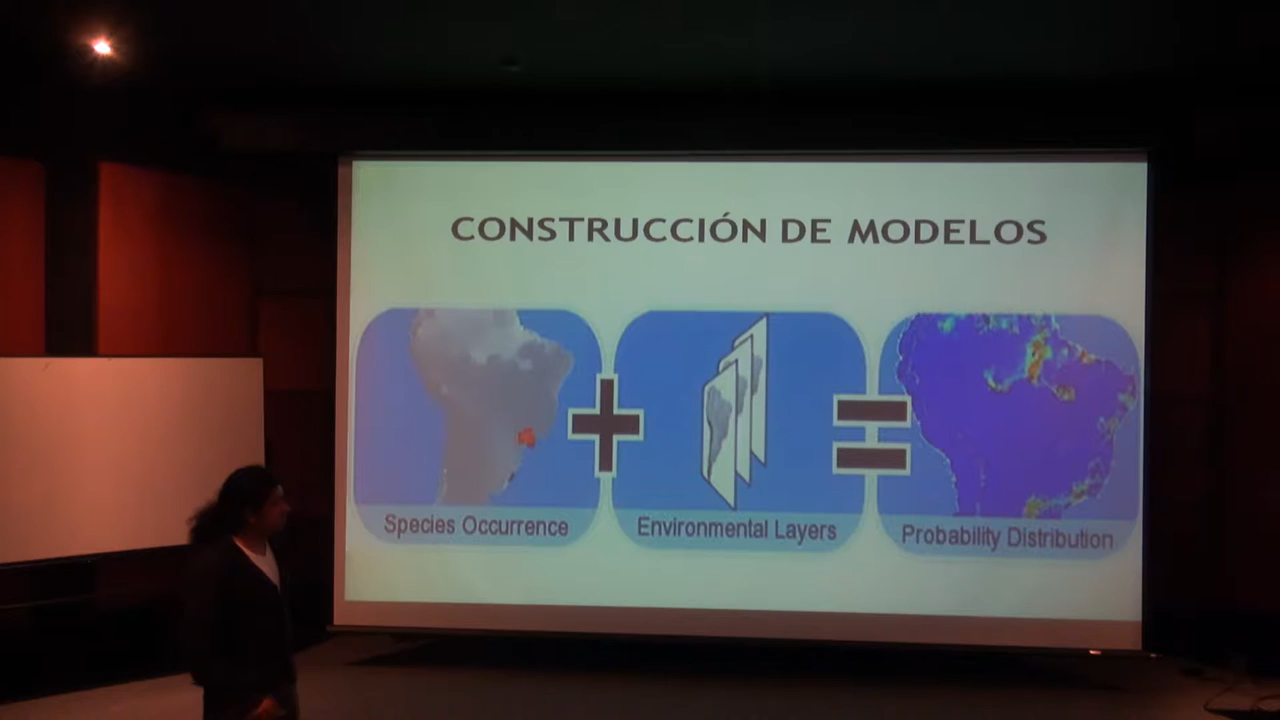 CONSTRUCCIÓN DE MODELOS
Species Occurrence
Environmental Layers
Probability Distribution